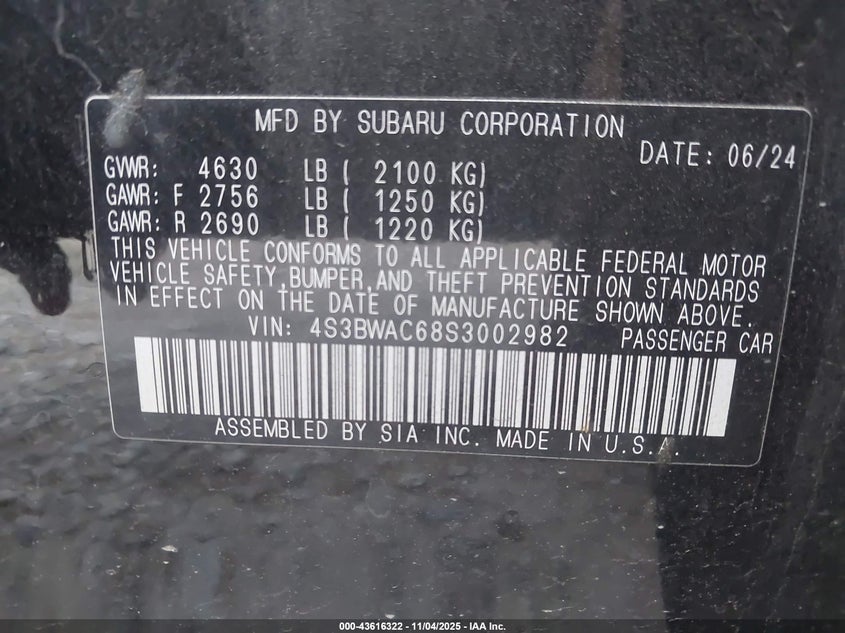 MFD BY SUBARU CORPORATION
DATE: 06/24
GVWR: 4630 LB ( 2100 KG)
GAWR: F 2756 LB ( 1250 KG)
GAWR: R 2690 LB ( 1220 KG)
THIS VEHICLE CONFORMS TO ALL APPLICABLE FEDERAL MOTOR
VEHICLE SAFETY,BUMPER,AND THEFT PREVENTION STANDARDS
IN EFFECT ON THE DATE OF MANUFACTURE SHOWN ABOVE.
VIN: 4S3BWAC68S3002982 PASSENGER CAR
ASSEMBLED BY SIA INC. MADE IN U.S.A.
000-43616322 - 11/04/2025 - IAA Inc.